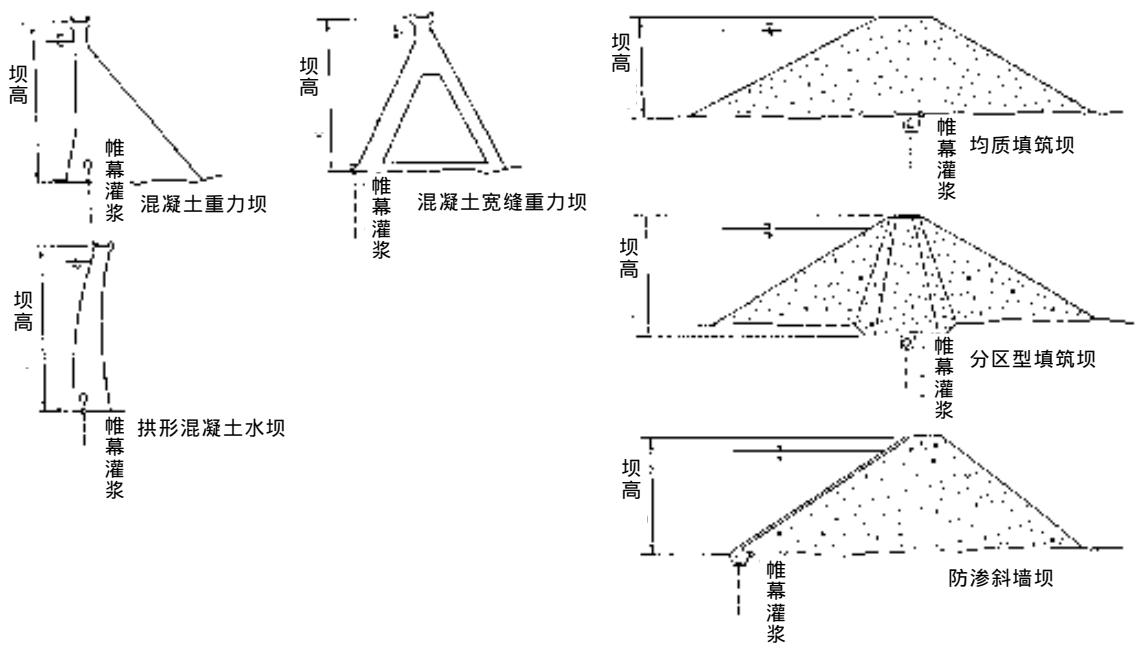 坝高
帷幕灌浆
混凝土重力坝
坝高
帷幕灌浆
混凝土宽缝重力坝
坝高
帷幕灌浆
均质填筑坝
坝高
帷幕灌浆
分区型填筑坝
坝高
帷幕灌浆
拱形混凝土水坝
坝高
帷幕灌浆
防渗斜墙坝